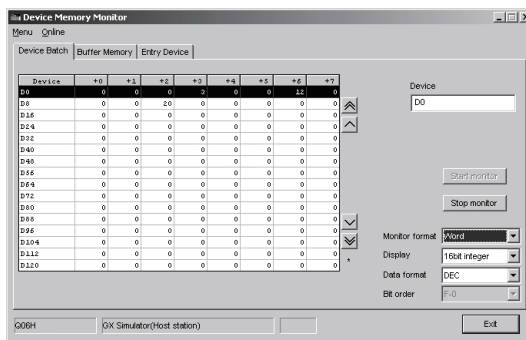 Device Memory Monitor
Menu Online
Device Batch Buffer Memory Entry Device
Device +0 +1 +2 +3 +4 +5 +6 +7
D0 0 0 0 3 0 0 12 0
D8 0 0 20 0 0 0 0 0
D16 0 0 0 0 0 0 0 0
D24 0 0 0 0 0 0 0 0
D32 0 0 0 0 0 0 0 0
D40 0 0 0 0 0 0 0 0
D48 0 0 0 0 0 0 0 0
D56 0 0 0 0 0 0 0 0
D64 0 0 0 0 0 0 0 0
D72 0 0 0 0 0 0 0 0
D80 0 0 0 0 0 0 0 0
D88 0 0 0 0 0 0 0 0
D96 0 0 0 0 0 0 0 0
D104 0 0 0 0 0 0 0 0
D112 0 0 0 0 0 0 0 0
D120 0 0 0 0 0 0 0 0
*
Device
D0
Start monitor
Stop monitor
Monitor format Word
Display 16bit integer
Data format DEC
Bit order F-0
Q06H GX Simulator(Host station)
Exit